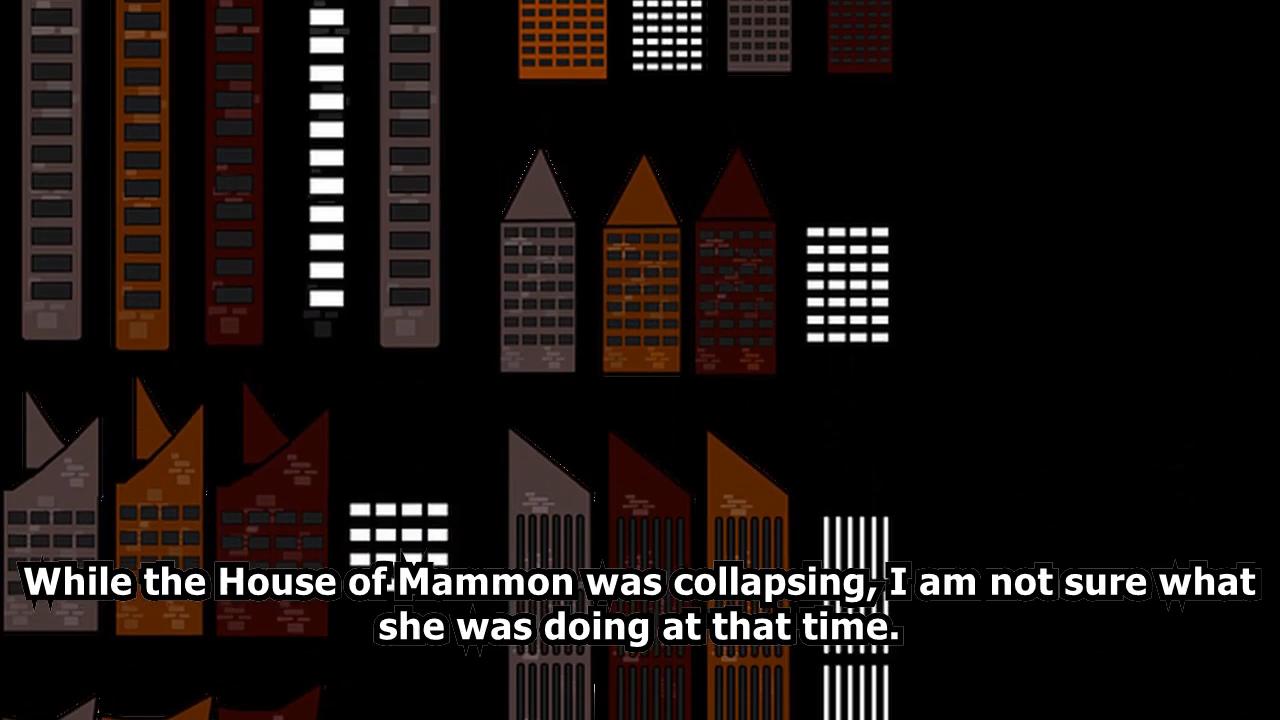 While the House of Mammon was collapsing, I am not sure what
she was doing at that time.